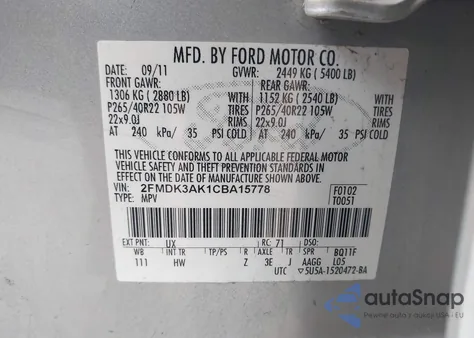 MFD. BY FORD MOTOR CO.
DATE: 09/11 GVWR: 2449 KG ( 5400 LB)
FRONT GAWR: REAR GAWR:
1306 KG ( 2880 LB) WITH 1152 KG ( 2540 LB) WITH
P265/40R22 105W TIRES P265/40R22 105W TIRES
22x9.0J RIMS 22x9.0J RIMS
AT 240 kPa/ 35 PSI COLD AT 240 kPa/ 35 PSI COLD
THIS VEHICLE CONFORMS TO ALL APPLICABLE FEDERAL MOTOR
VEHICLE SAFETY AND THEFT PREVENTION STANDARDS IN EFFECT
ON THE DATE OF MANUFACTURE SHOWN ABOVE.
VIN: 2FMDK3AK1CBA15778 F0102
TYPE: MPV T0051
EXT PNT: UX RC: 71 DSO:
WB TP/PS R AXLE TR BQ11F
111 HW Z 3E J AAGG L05
UTC ▽5U5A-1520472-BA
autoSnap
- EU